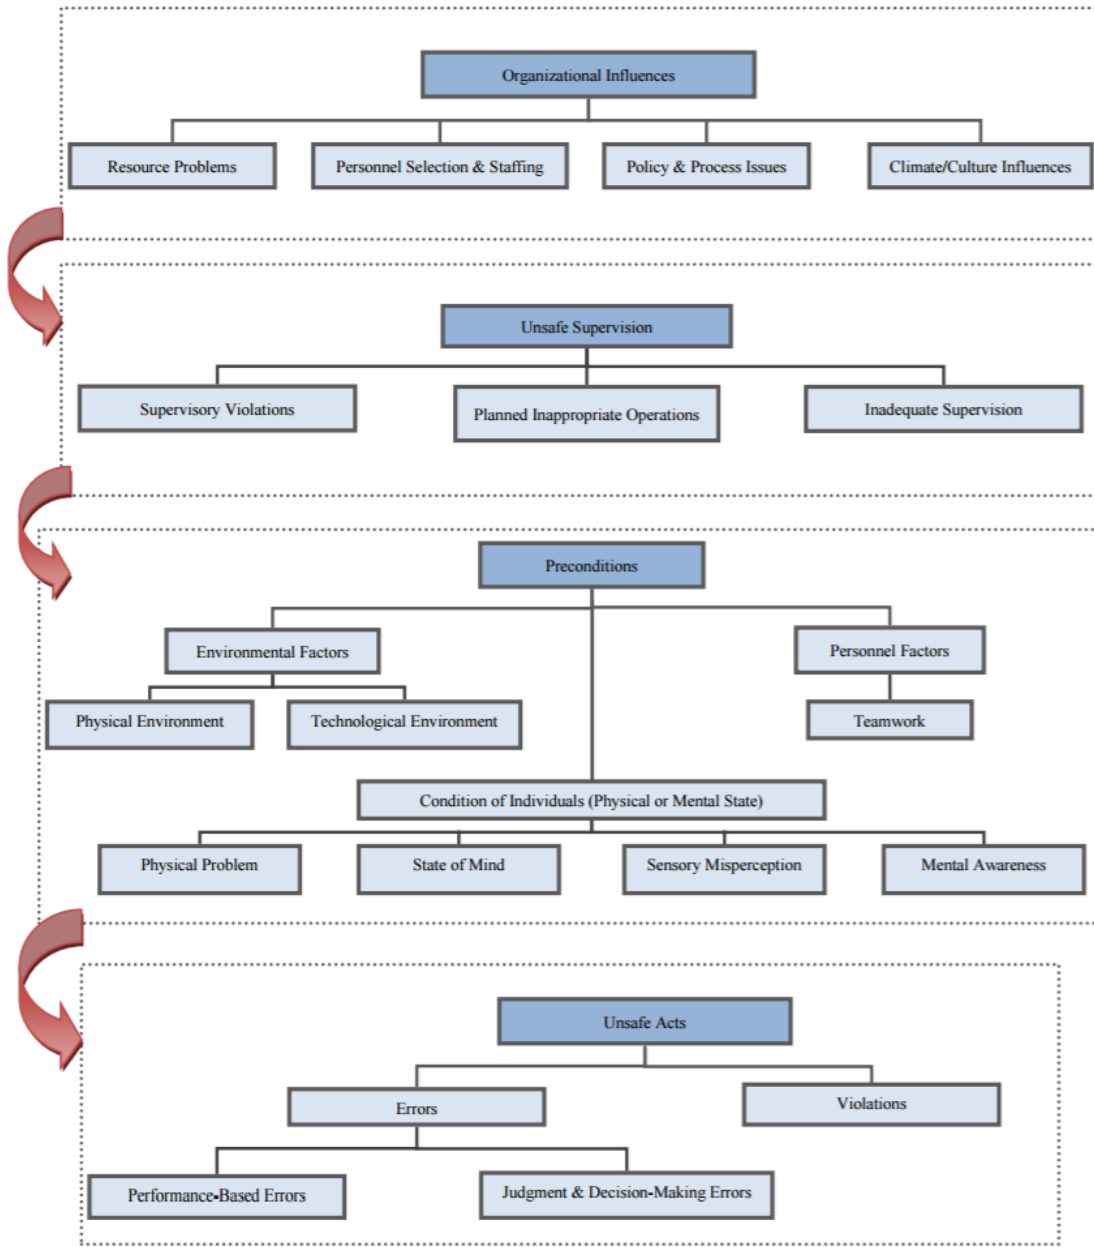 Organizational Influences
Resource Problems
Personnel Selection & Staffing
Policy & Process Issues
Climate/Culture Influences
Unsafe Supervision
Supervisory Violations
Planned Inappropriate Operations
Inadequate Supervision
Preconditions
Environmental Factors
Personnel Factors
Physical Environment
Technological Environment
Teamwork
Condition of Individuals (Physical or Mental State)
Physical Problem
State of Mind
Sensory Misperception
Mental Awareness
Unsafe Acts
Errors
Violations
Performance-Based Errors
Judgment & Decision-Making Errors